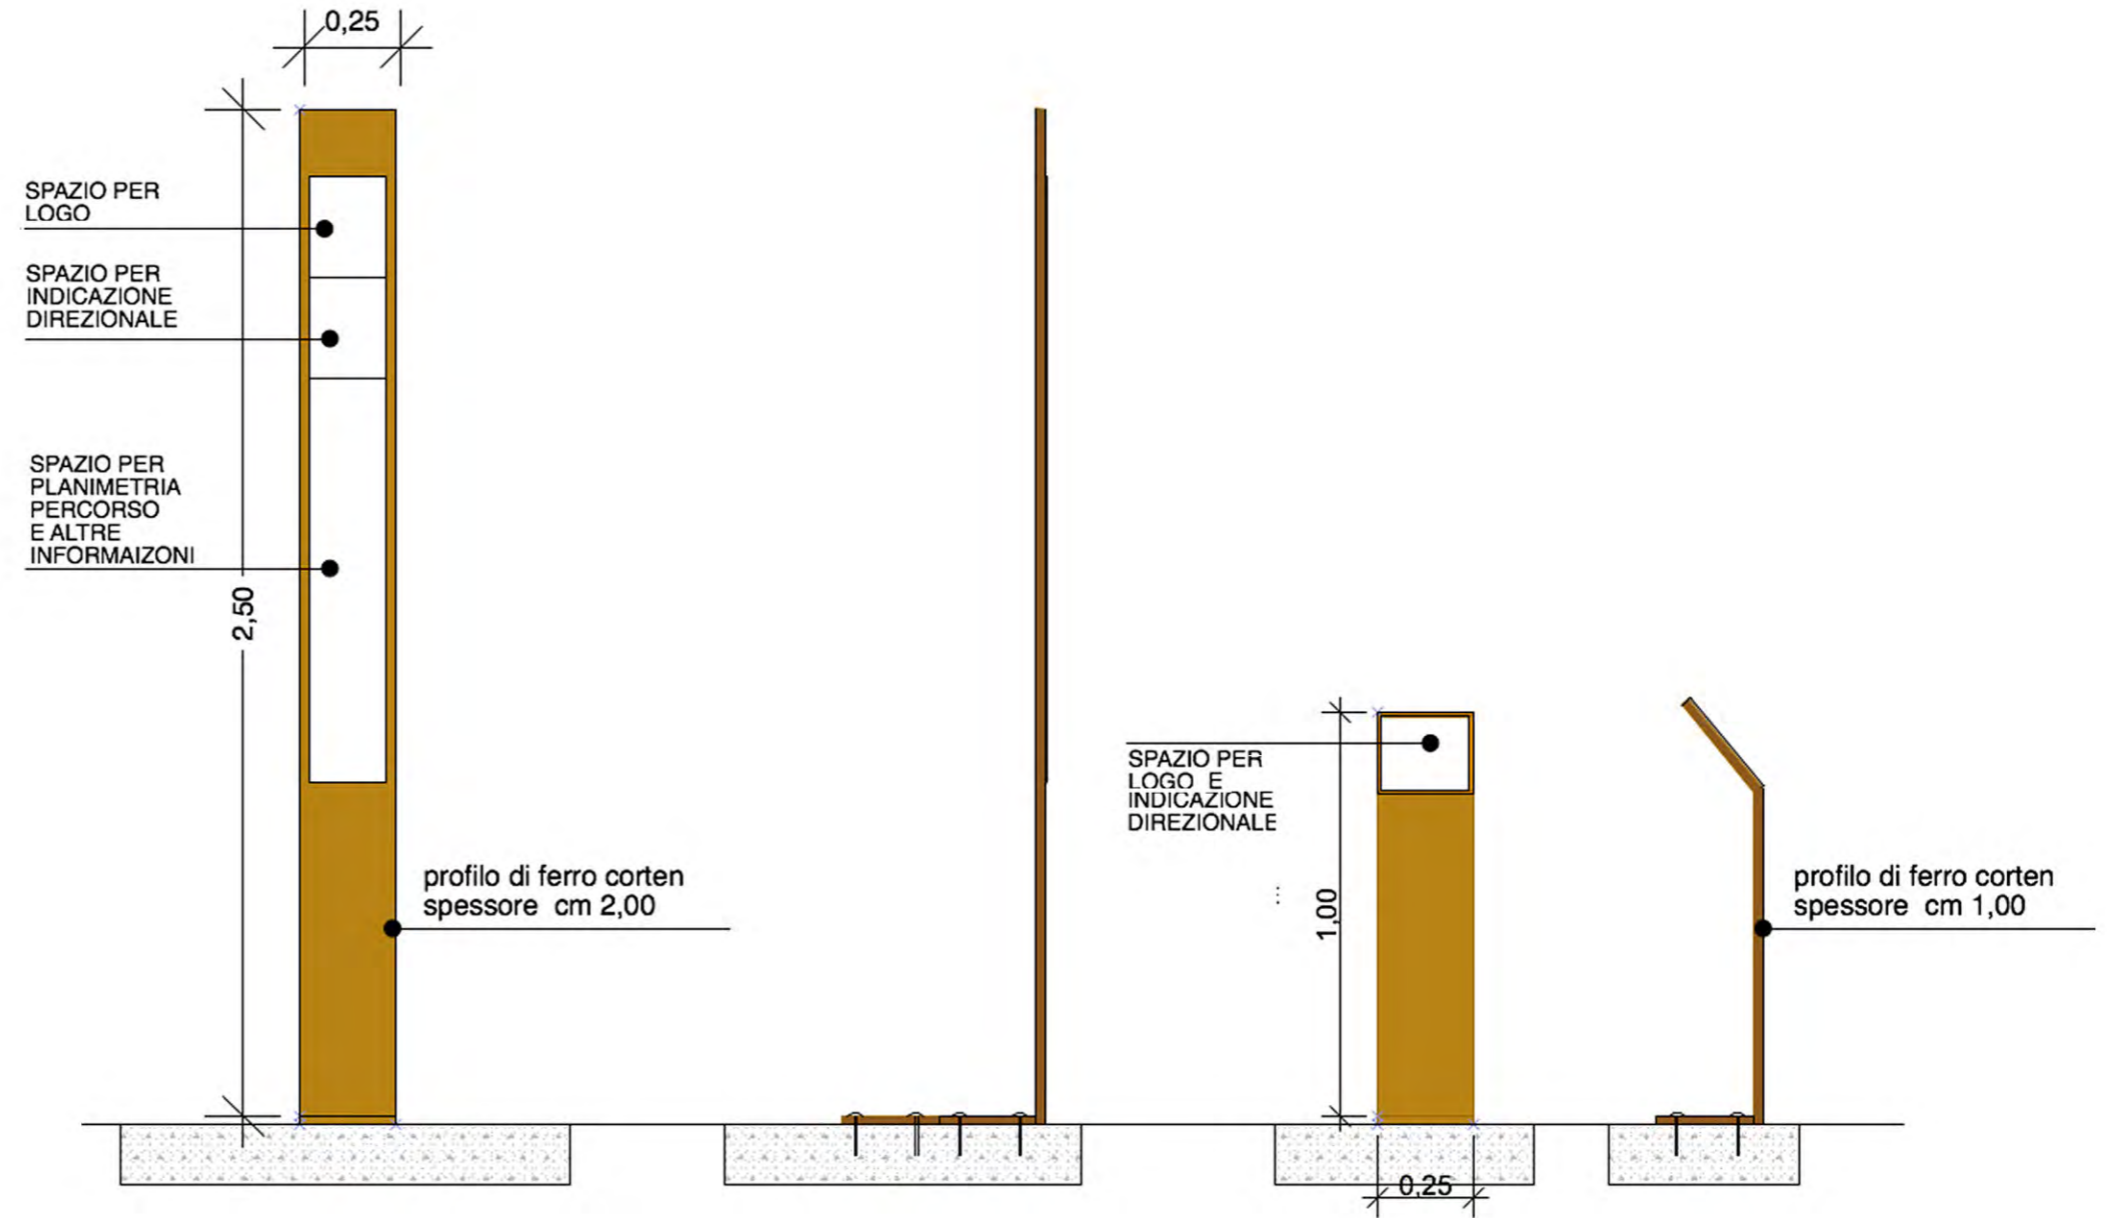 0,25
SPAZIO PER
LOGO
SPAZIO PER
INDICAZIONE
DIREZIONALE
SPAZIO PER
PLANIMETRIA
PERCORSO
E ALTRE
INFORMAIZONI
2,50
profilo di ferro corten
spessore cm 2,00
SPAZIO PER
LOGO E
INDICAZIONE
DIREZIONALE
1,00
0,25
profilo di ferro corten
spessore cm 1,00